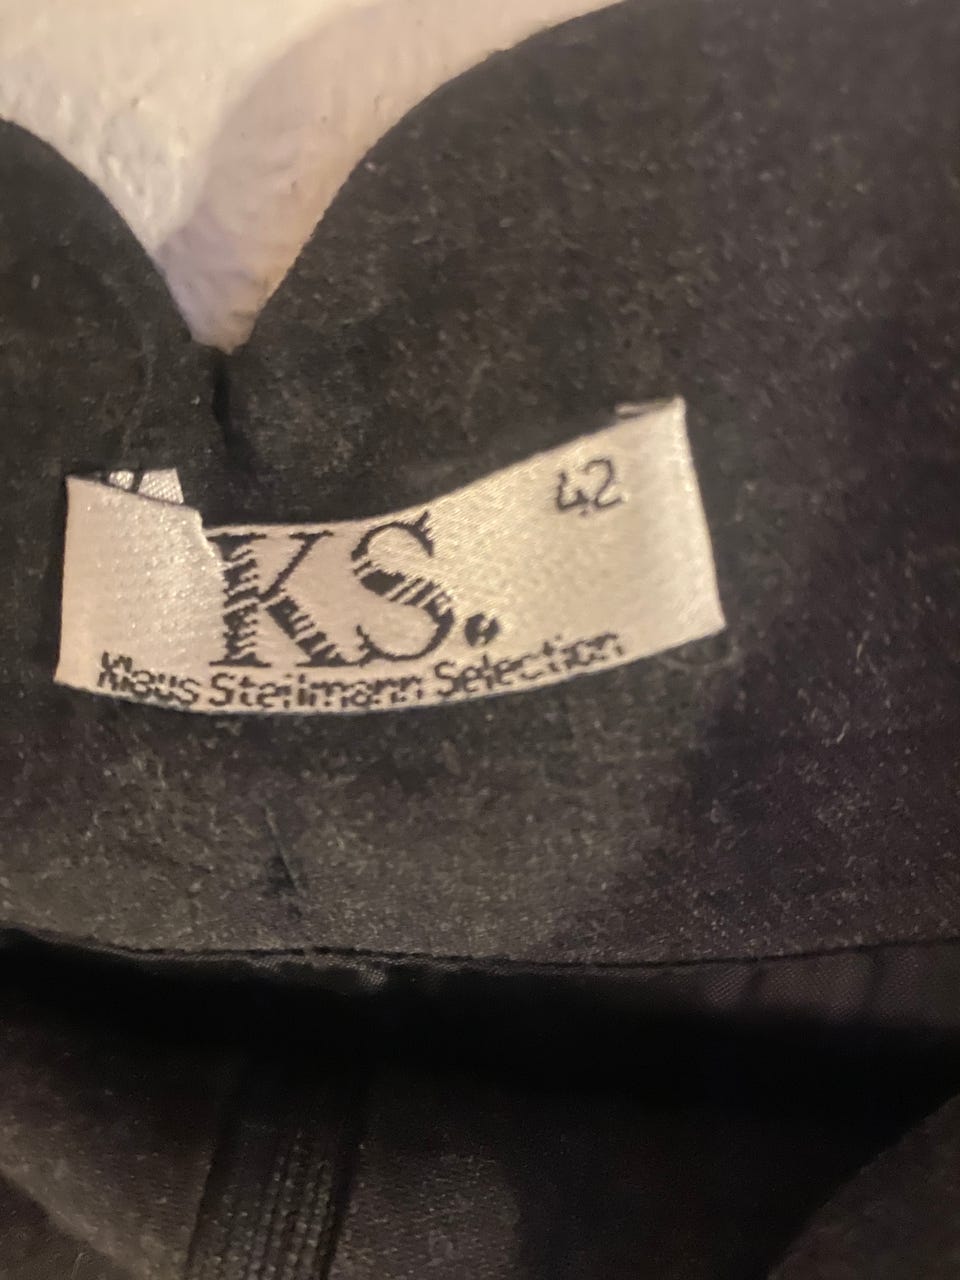 42
KS.
Klaus Steilmann Selection